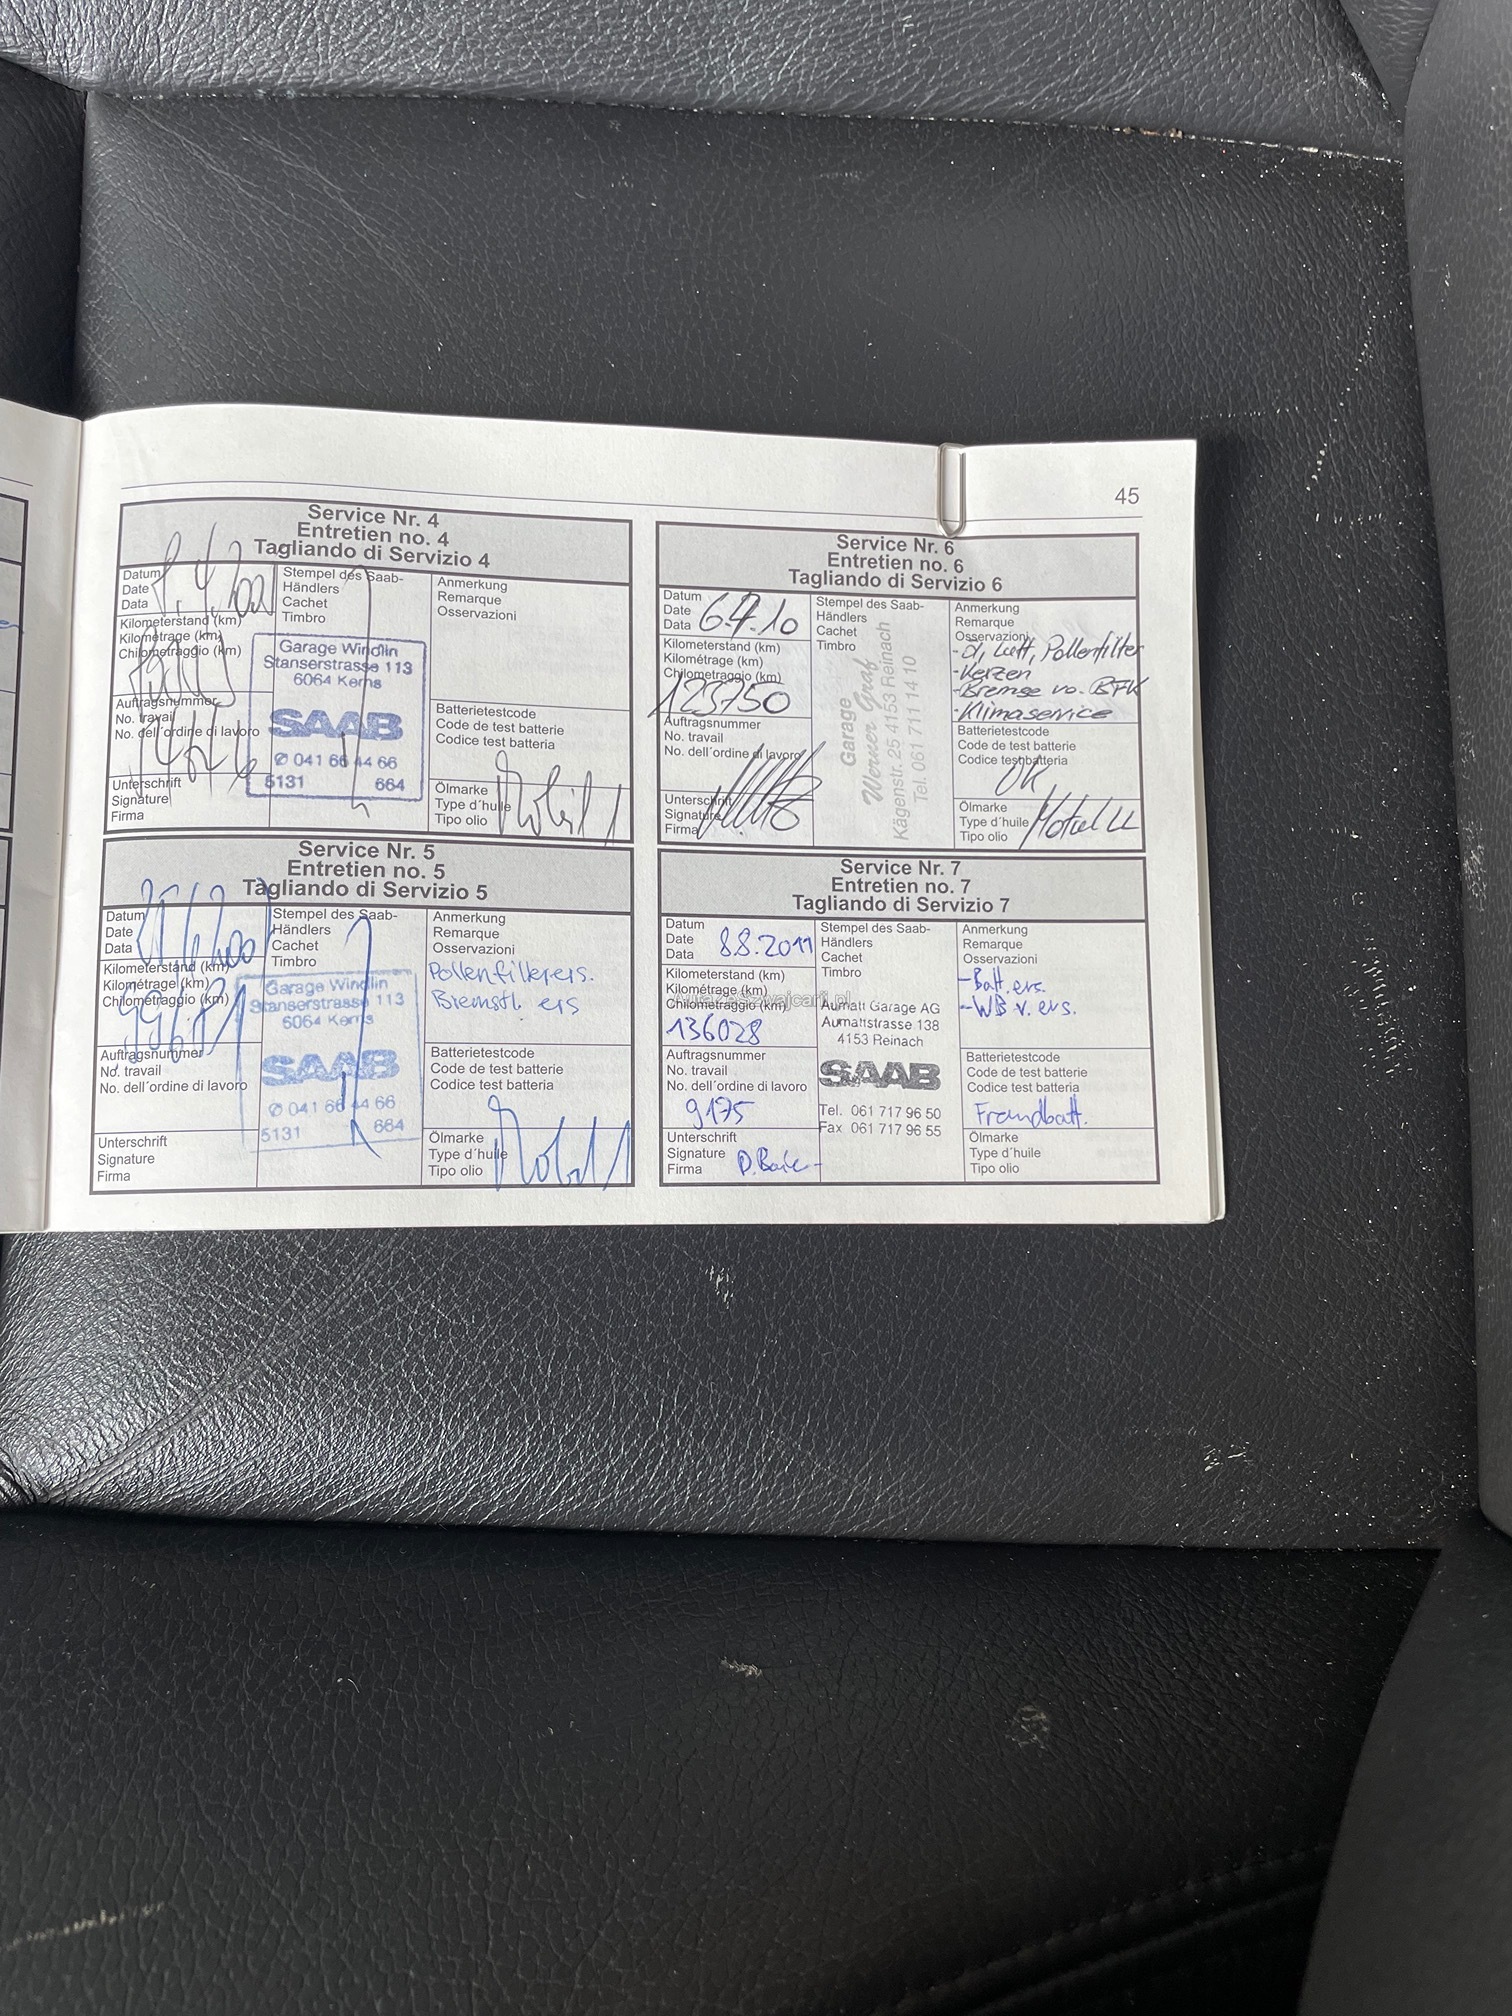 45
Service Nr. 4
Entretien no. 4
Tagliando di Servizio 4
Datum
Date
Data
Kilometerstand (km)
Kilométrage (km)
Chilometraggio (km)
Auftragsnummer
No. travail
No. dell´ordine di lavoro
Unterschrift
Signature
Firma
Stempel des Saab-
Händlers
Cachet
Timbro
Garage Windlin
Stanserstrasse 113
6064 Kerns
SAAB
✆ 041 66 44 66
5131 664
Anmerkung
Remarque
Osservazioni
Batterietestcode
Code de test batterie
Codice test batteria
Ölmarke
Type d´huile
Tipo olio
Mobil 1
Service Nr. 5
Entretien no. 5
Tagliando di Servizio 5
Datum
Date
Data
Kilometerstand (km)
Kilométrage (km)
Chilometraggio (km)
Auftragsnummer
No. travail
No. dell´ordine di lavoro
Unterschrift
Signature
Firma
Stempel des Saab-
Händlers
Cachet
Timbro
Garage Windlin
Stanserstrasse 113
6064 Kerns
SAAB
✆ 041 66 44 66
5131 664
Anmerkung
Remarque
Osservazioni
Pollenfilter ers.
Bremsfl. ers
Batterietestcode
Code de test batterie
Codice test batteria
Ölmarke
Type d´huile
Tipo olio
Mobil 1
Service Nr. 6
Entretien no. 6
Tagliando di Servizio 6
Datum
Date
Data
6.7.10
Kilometerstand (km)
Kilométrage (km)
Chilometraggio (km)
123750
Auftragsnummer
No. travail
No. dell´ordine di lavoro
Unterschrift
Signature
Firma
Stempel des Saab-
Händlers
Cachet
Timbro
Garage
Werner Graf
Kägenstr. 25 4153 Reinach
Tel. 061 711 14 10
Anmerkung
Remarque
Osservazioni
-Öl, Luft, Pollenfilter
-Kerzen
-Bremse vo. BFK
-Klimaservice
Batterietestcode
Code de test batterie
Codice test batteria
OK
Ölmarke
Type d´huile
Tipo olio
Service Nr. 7
Entretien no. 7
Tagliando di Servizio 7
Datum
Date
Data
8.8.2011
Kilometerstand (km)
Kilométrage (km)
Chilometraggio (km)
136028
Auftragsnummer
No. travail
No. dell´ordine di lavoro
9175
Unterschrift
Signature
Firma
Stempel des Saab-
Händlers
Cachet
Timbro
Aumatt Garage AG
Aumattstrasse 138
4153 Reinach
SAAB
Tel. 061 717 96 50
Fax 061 717 96 55
Anmerkung
Remarque
Osservazioni
-Batt. ers.
-WB v. ers.
Batterietestcode
Code de test batterie
Codice test batteria
Fremdbatt.
Ölmarke
Type d´huile
Tipo olio